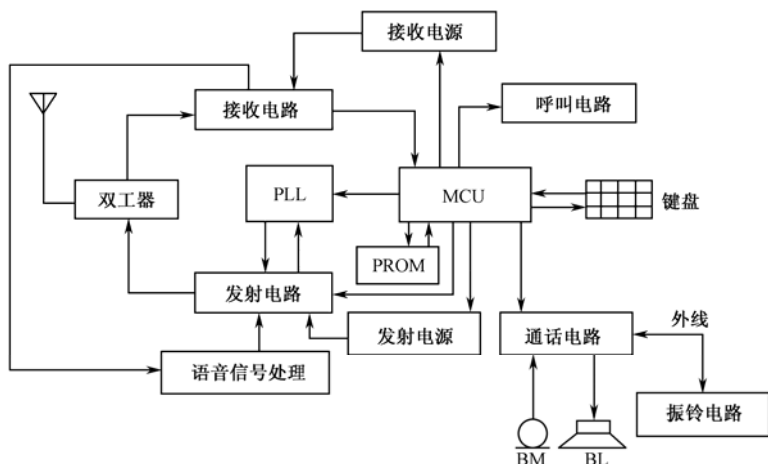 接收电源
接收电路
呼叫电路
双工器
PLL
MCU
键盘
PROM
发射电路
外线
发射电源
通话电路
语音信号处理
振铃电路
BM
BL